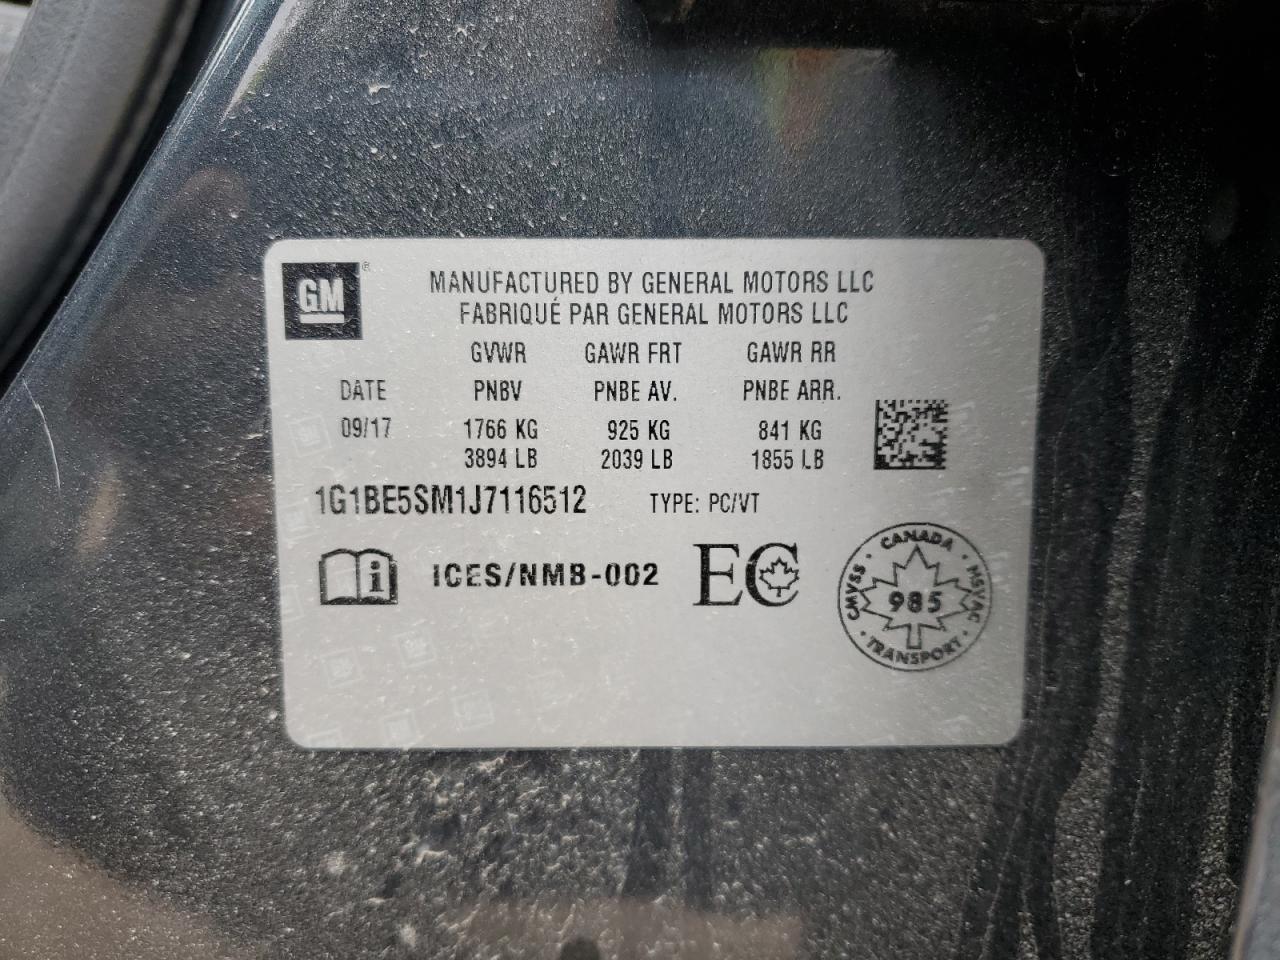 GM ®
MANUFACTURED BY GENERAL MOTORS LLC
FABRIQUÉ PAR GENERAL MOTORS LLC
GVWR GAWR FRT GAWR RR
DATE PNBV PNBE AV. PNBE ARR.
09/17 1766 KG 925 KG 841 KG
3894 LB 2039 LB 1855 LB
1G1BE5SM1J7116512 TYPE: PC/VT
i ICES/NMB-002 EC
CANADA
CMVSS 985 NSVAC
TRANSPORT